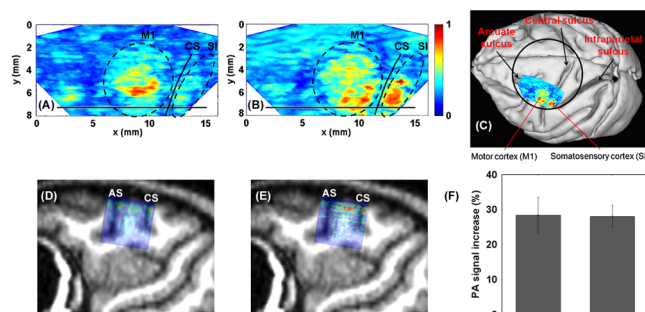 M1 CS SI
0
2
4
6
8
y (mm)
(A)
0 5 10 15
x (mm)
M1 CS SI
0
2
4
6
8
y (mm)
(B)
0 5 10 15
x (mm)
1
0
Central sulcus
Arcuate
sulcus
Intraparietal
sulcus
(C)
Motor cortex (M1) Somatosensory cortex (SI
(D) AS CS
(E) AS CS
(F)
PA signal increase (%)
40
30
20
10